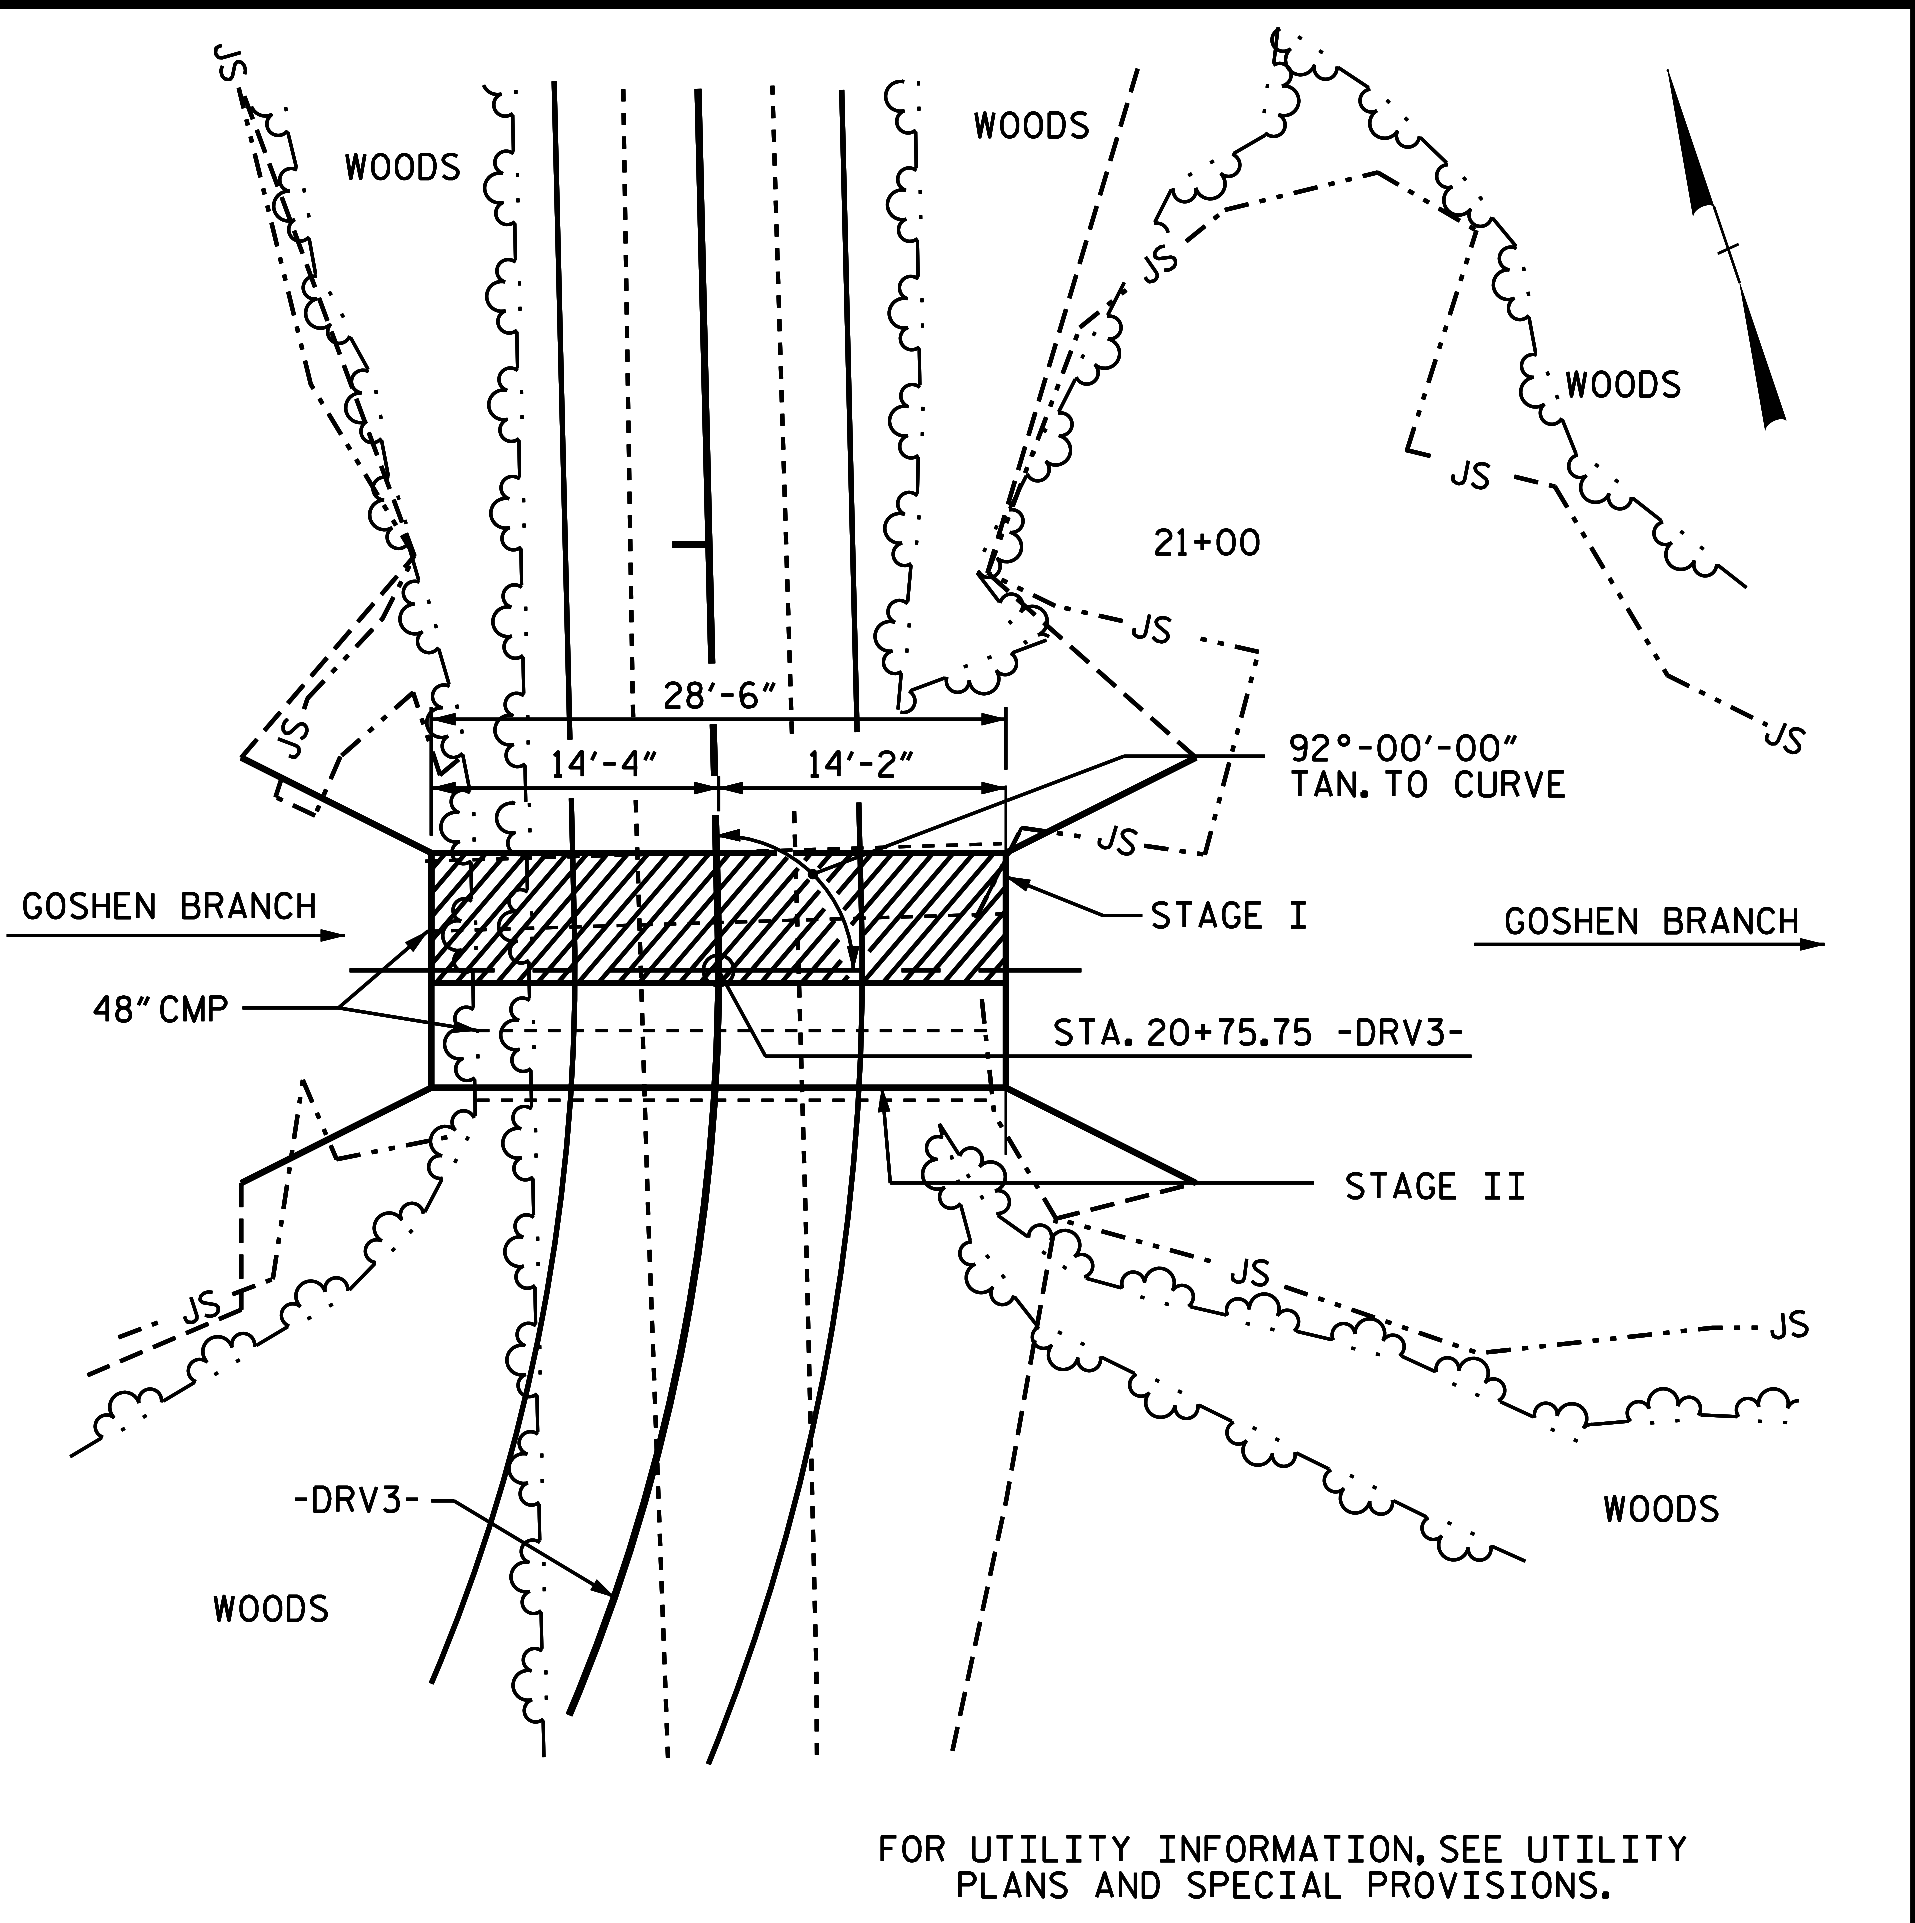 JS
WOODS
WOODS
JS
WOODS
JS
21+00
JS
28'-6"
JS
JS
14'-4"
14'-2"
92°-00'-00"
TAN. TO CURVE
JS
GOSHEN BRANCH
STAGE I
GOSHEN BRANCH
48" CMP
STA. 20+75.75 -DRV3-
STAGE II
JS
JS
JS
-DRV3-
WOODS
WOODS
FOR UTILITY INFORMATION, SEE UTILITY
PLANS AND SPECIAL PROVISIONS.